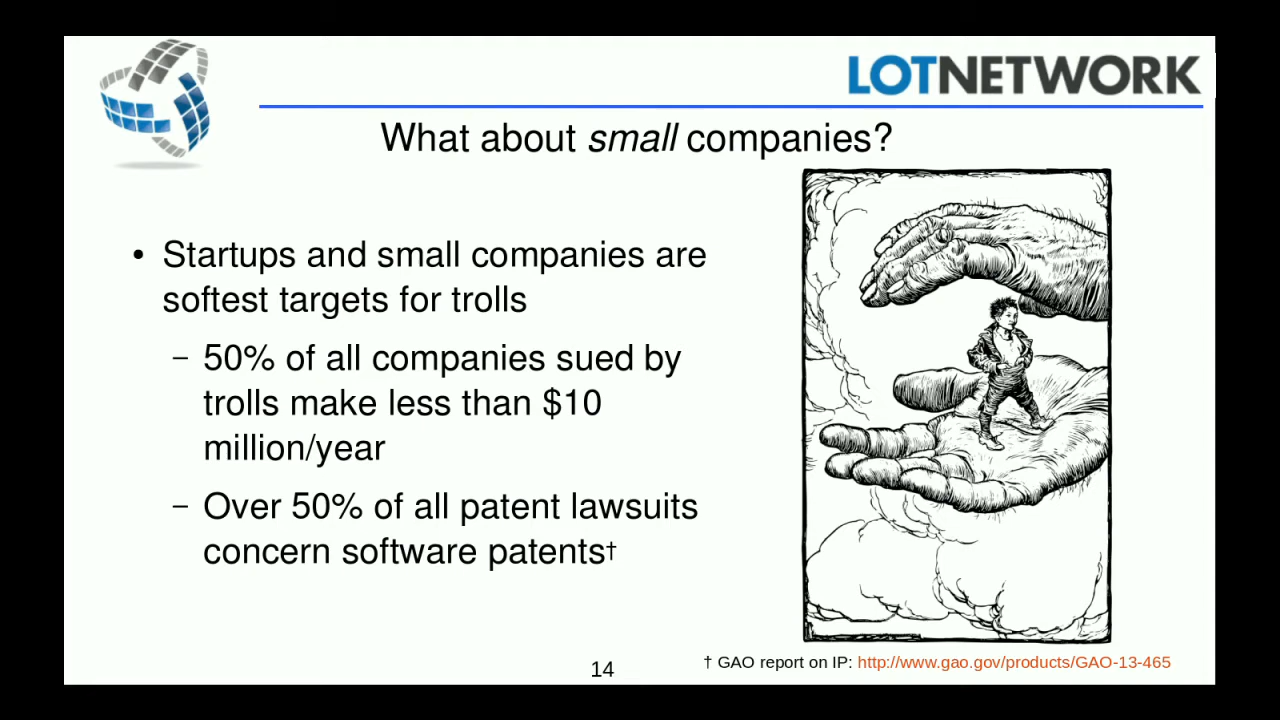 LOTNETWORK
What about small companies?
• Startups and small companies are
softest targets for trolls
– 50% of all companies sued by
trolls make less than $10
million/year
– Over 50% of all patent lawsuits
concern software patents†
† GAO report on IP: http://www.gao.gov/products/GAO-13-465
14